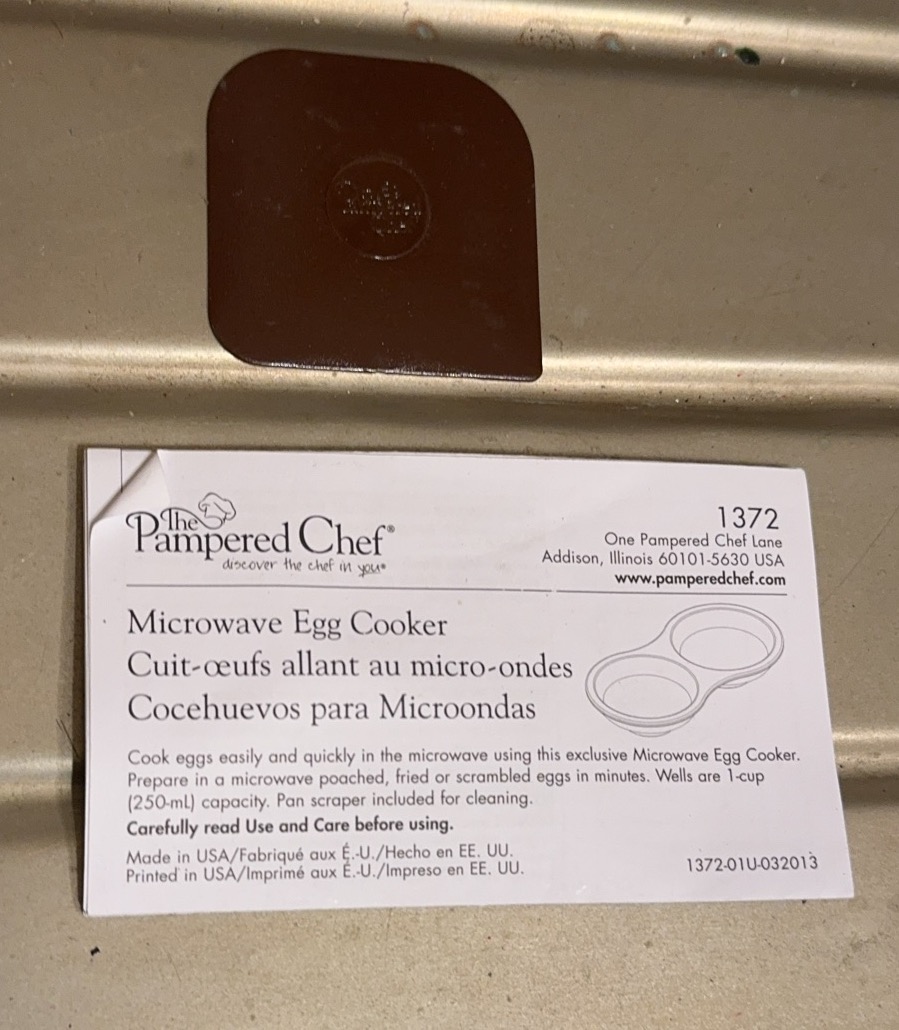 The
Pampered Chef®
discover the chef in you®
1372
One Pampered Chef Lane
Addison, Illinois 60101-5630 USA
www.pamperedchef.com
Microwave Egg Cooker
Cuit-œufs allant au micro-ondes
Cocehuevos para Microondas
Cook eggs easily and quickly in the microwave using this exclusive Microwave Egg Cooker.
Prepare in a microwave poached, fried or scrambled eggs in minutes. Wells are 1-cup
(250-mL) capacity. Pan scraper included for cleaning.
Carefully read Use and Care before using.
Made in USA/Fabriqué aux É.-U./Hecho en EE. UU.
Printed in USA/Imprimé aux É.-U./Impreso en EE. UU.
1372-01U-032013